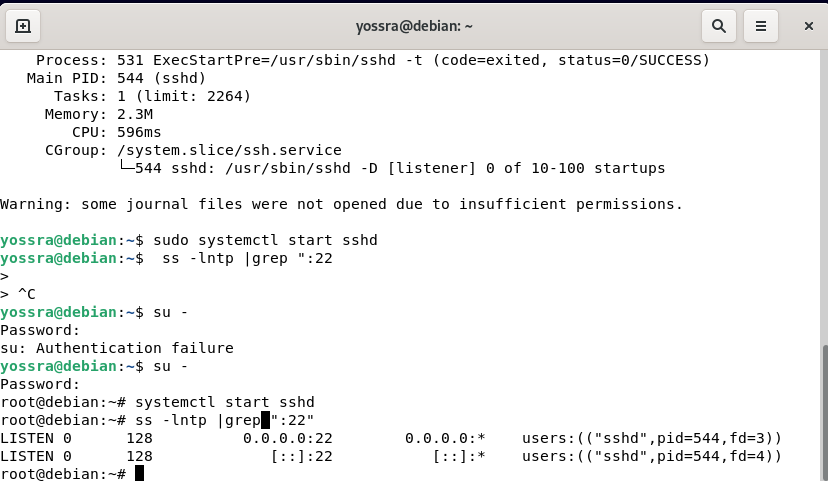 yossra@debian: ~
Process: 531 ExecStartPre=/usr/sbin/sshd -t (code=exited, status=0/SUCCESS)
Main PID: 544 (sshd)
Tasks: 1 (limit: 2264)
Memory: 2.3M
CPU: 596ms
CGroup: /system.slice/ssh.service
└─544 sshd: /usr/sbin/sshd -D [listener] 0 of 10-100 startups
Warning: some journal files were not opened due to insufficient permissions.
yossra@debian:~$ sudo systemctl start sshd
yossra@debian:~$  ss -lntp |grep ":22
>
> ^C
yossra@debian:~$ su -
Password:
su: Authentication failure
yossra@debian:~$ su -
Password:
root@debian:~# systemctl start sshd
root@debian:~# ss -lntp |grep ":22"
LISTEN 0      128          0.0.0.0:22        0.0.0.0:*    users:(("sshd",pid=544,fd=3))
LISTEN 0      128             [::]:22           [::]:*    users:(("sshd",pid=544,fd=4))
root@debian:~#